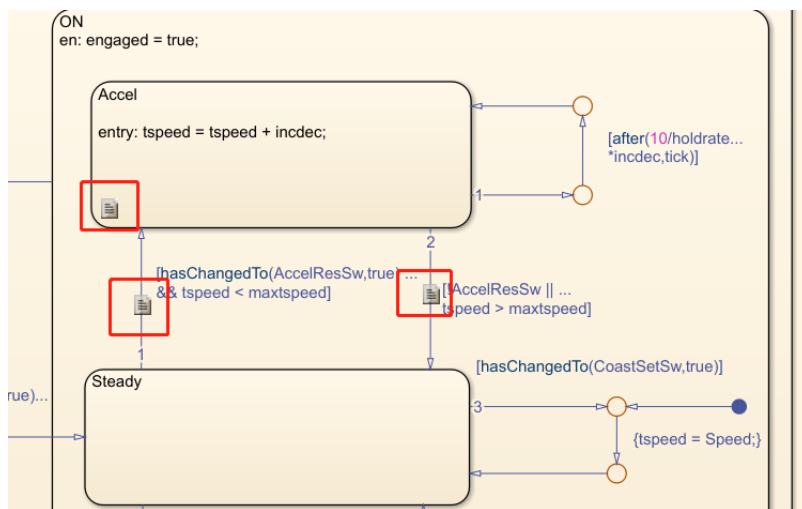 ON
en: engaged = true;
Accel
entry: tspeed = tspeed + incdec;
[after(10/holdrate...
*incdec,tick)]
1
2
[hasChangedTo(AccelResSw,true) ...
&& tspeed < maxtspeed]
[!AccelResSw || ...
tspeed > maxtspeed]
1
Steady
[hasChangedTo(CoastSetSw,true)]
rue)...
3
{tspeed = Speed;}